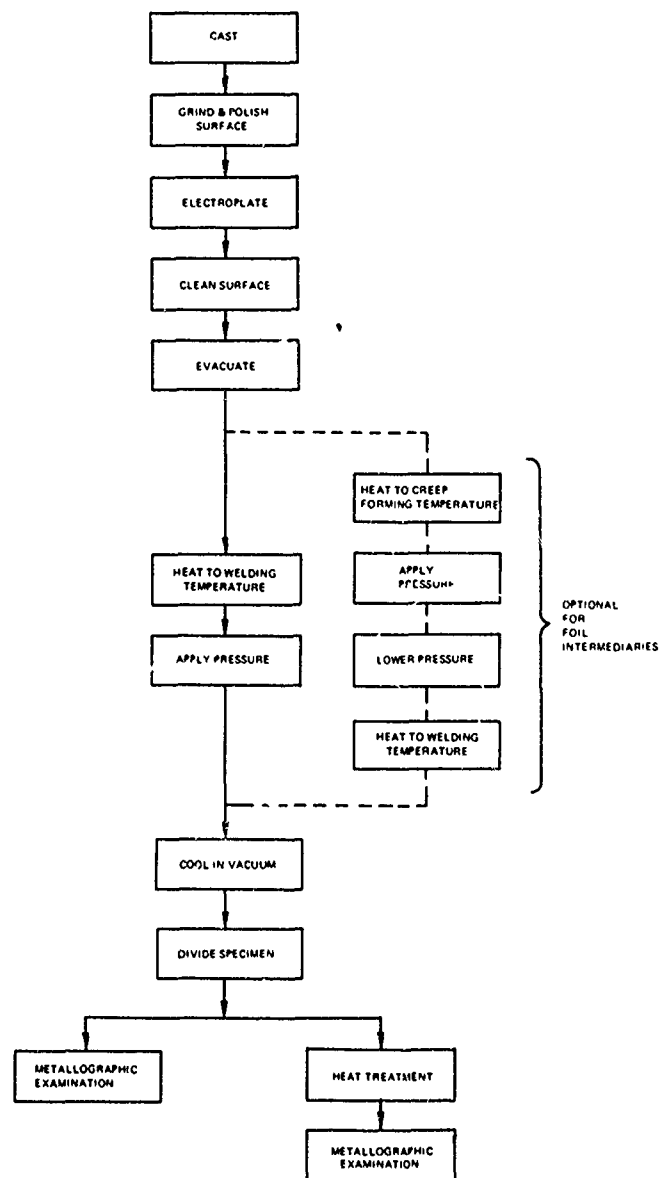 CAST
GRIND & POLISH
SURFACE
ELECTROPLATE
CLEAN SURFACE
EVACUATE
HEAT TO CREEP
FORMING TEMPERATURE
HEAT TO WELDING
TEMPERATURE
APPLY
PRESSURE
OPTIONAL
FOR
FOIL
INTERMEDIARIES
APPLY PRESSURE
LOWER PRESSURE
HEAT TO WELDING
TEMPERATURE
COOL IN VACUUM
DIVIDE SPECIMEN
METALLOGRAPHIC
EXAMINATION
HEAT TREATMENT
METALLOGRAPHIC
EXAMINATION